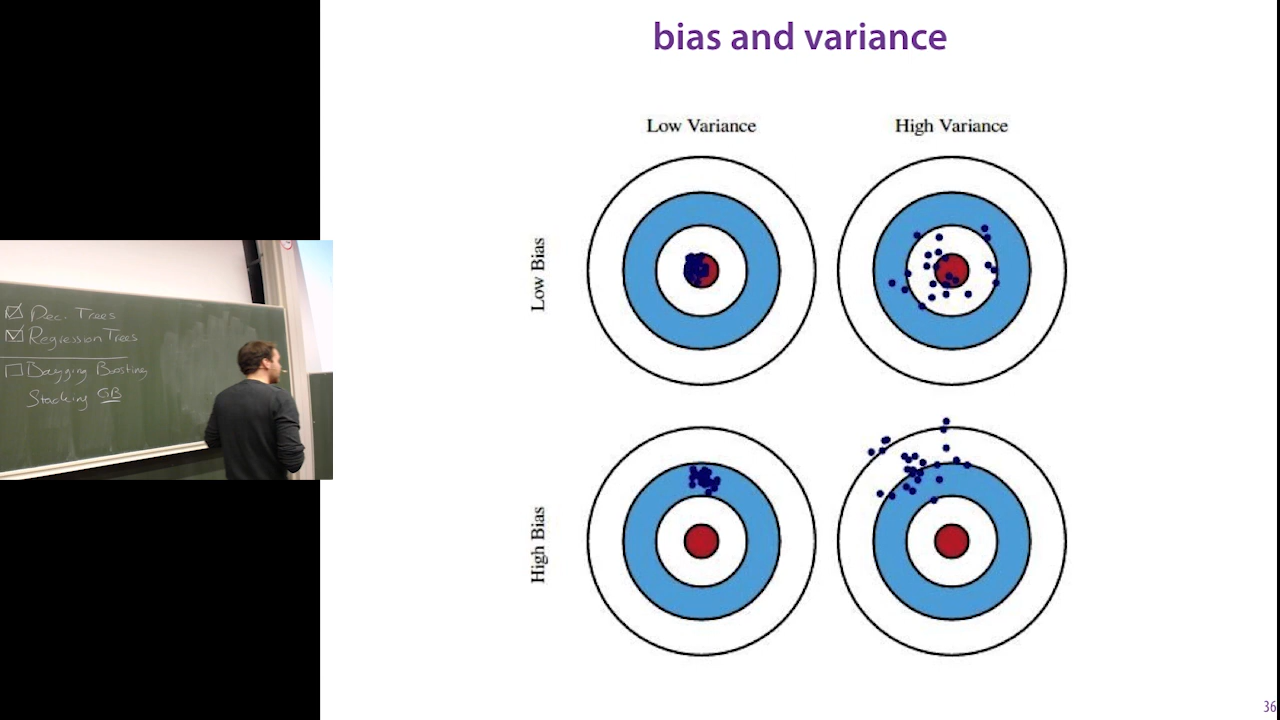 bias and variance
Low Variance
High Variance
Low Bias
High Bias
Dec. Trees
Regression Trees
Bagging Boosting
Stacking GB
36